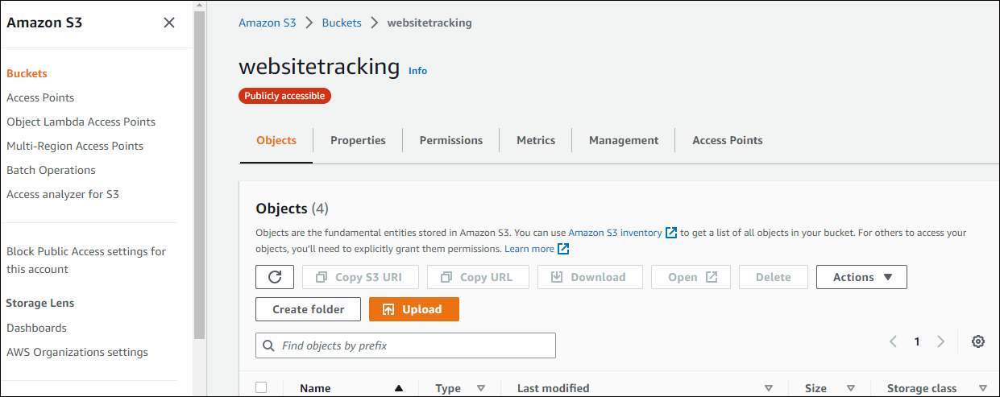 Amazon S3
Buckets
Access Points
Object Lambda Access Points
Multi-Region Access Points
Batch Operations
Access analyzer for S3
Block Public Access settings for
this account
Storage Lens
Dashboards
AWS Organizations settings
Amazon S3 Buckets websitetracking
websitetracking Info
Publicly accessible
Objects Properties Permissions Metrics Management Access Points
Objects (4)
Objects are the fundamental entities stored in Amazon S3. You can use Amazon S3 inventory to get a list of all objects in your bucket. For others to access your
objects, you'll need to explicitly grant them permissions. Learn more
Copy S3 URI Copy URL Download Open Delete Actions
Create folder Upload
Find objects by prefix 1
Name Type Last modified Size Storage class